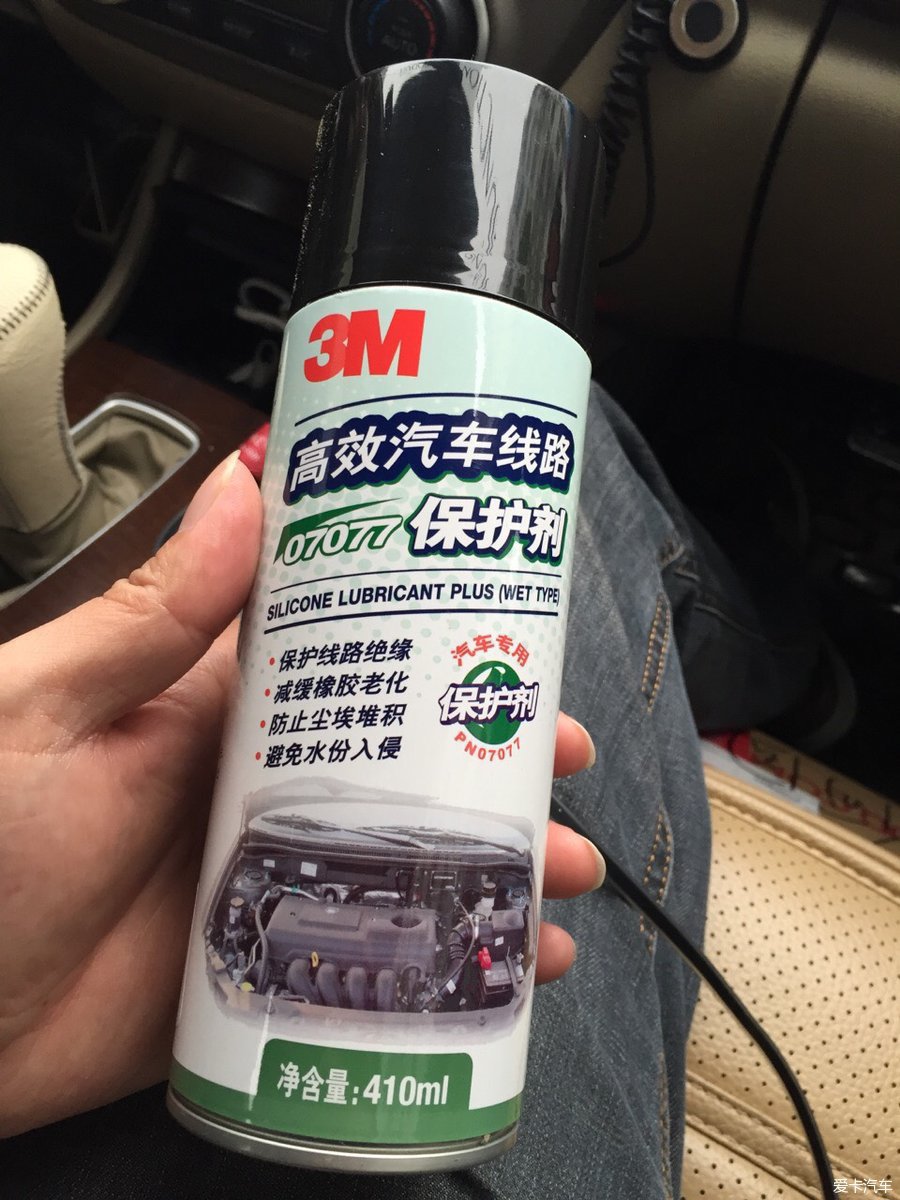 AUTO
3M
高效汽车线路
07077 保护剂
SILICONE LUBRICANT PLUS (WET TYPE)
•保护线路绝缘
•减缓橡胶老化
•防止尘埃堆积
•避免水份入侵
汽车专用
保护剂
PN07077
净含量:410ml
爱卡汽车